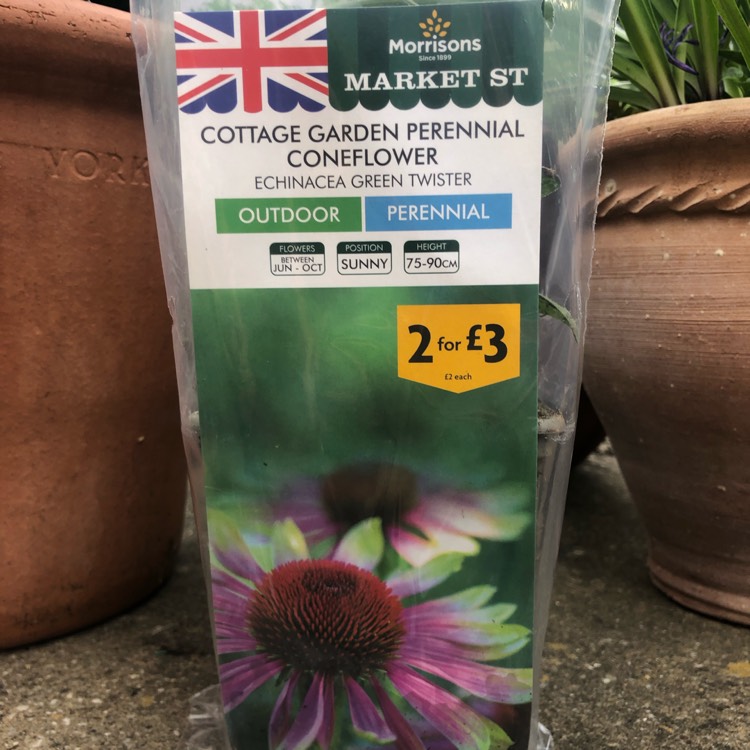 Morrisons
Since 1899
MARKET ST
COTTAGE GARDEN PERENNIAL
CONEFLOWER
ECHINACEA GREEN TWISTER
OUTDOOR PERENNIAL
FLOWERS
BETWEEN
JUN - OCT
POSITION
SUNNY
HEIGHT
75-90CM
2 for £3
£2 each
YORK